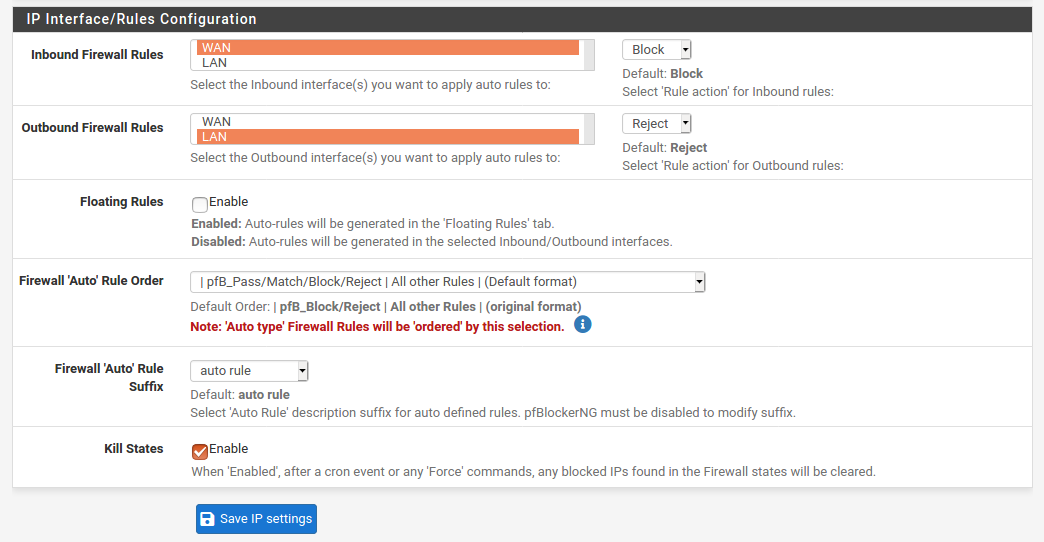 IP Interface/Rules Configuration
Inbound Firewall Rules
WAN
LAN
Select the Inbound interface(s) you want to apply auto rules to:
Block
Default: Block
Select 'Rule action' for Inbound rules:
Outbound Firewall Rules
WAN
LAN
Select the Outbound interface(s) you want to apply auto rules to:
Reject
Default: Reject
Select 'Rule action' for Outbound rules:
Floating Rules
Enable
Enabled: Auto-rules will be generated in the 'Floating Rules' tab.
Disabled: Auto-rules will be generated in the selected Inbound/Outbound interfaces.
Firewall 'Auto' Rule Order
| pfB_Pass/Match/Block/Reject | All other Rules | (Default format)
Default Order: | pfB_Block/Reject | All other Rules | (original format)
Note: 'Auto type' Firewall Rules will be 'ordered' by this selection.
Firewall 'Auto' Rule
Suffix
auto rule
Default: auto rule
Select 'Auto Rule' description suffix for auto defined rules. pfBlockerNG must be disabled to modify suffix.
Kill States
Enable
When 'Enabled', after a cron event or any 'Force' commands, any blocked IPs found in the Firewall states will be cleared.
Save IP settings